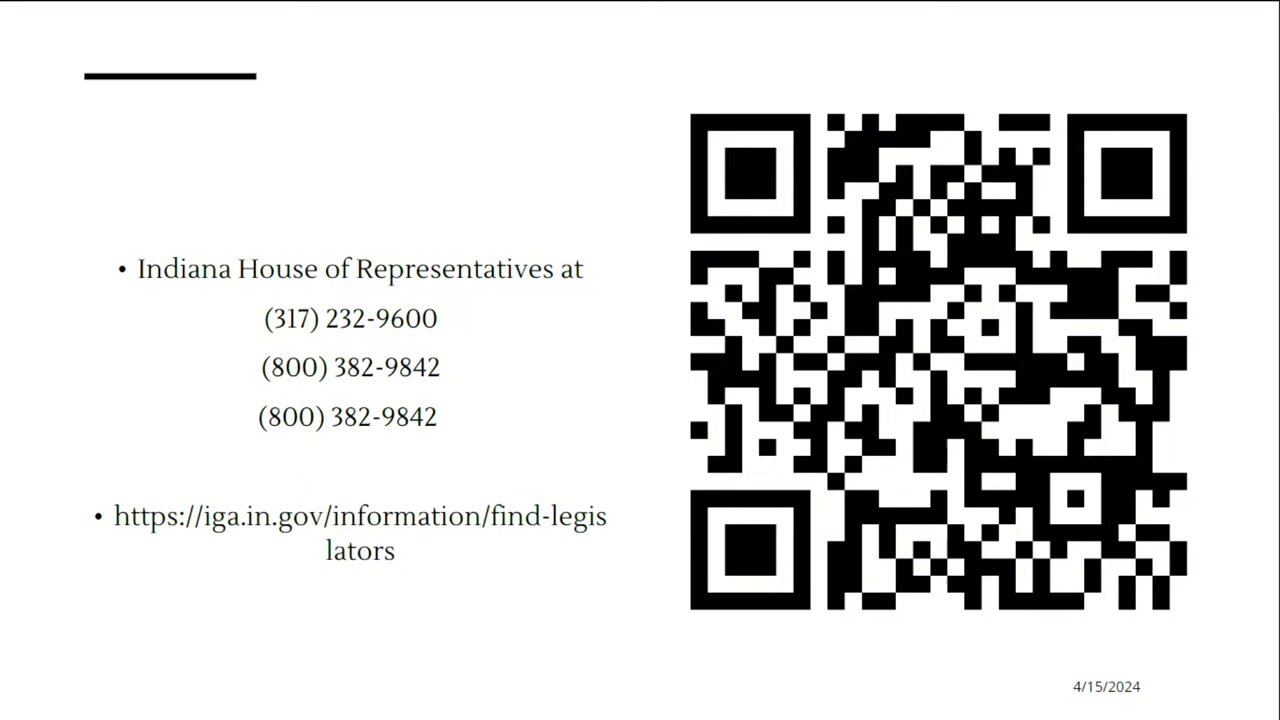 • Indiana House of Representatives at
(317) 232-9600
(800) 382-9842
(800) 382-9842
• https://iga.in.gov/information/find-legis
lators
4/15/2024